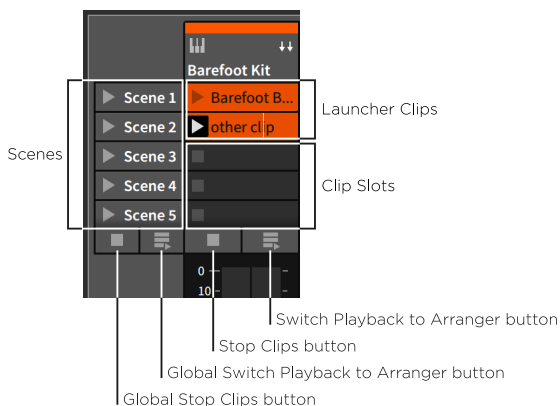 Barefoot Kit
Scene 1
Barefoot B...
Launcher Clips
Scene 2
other clip
Scenes
Scene 3
Scene 4
Clip Slots
Scene 5
0
10
Switch Playback to Arranger button
Stop Clips button
Global Switch Playback to Arranger button
Global Stop Clips button